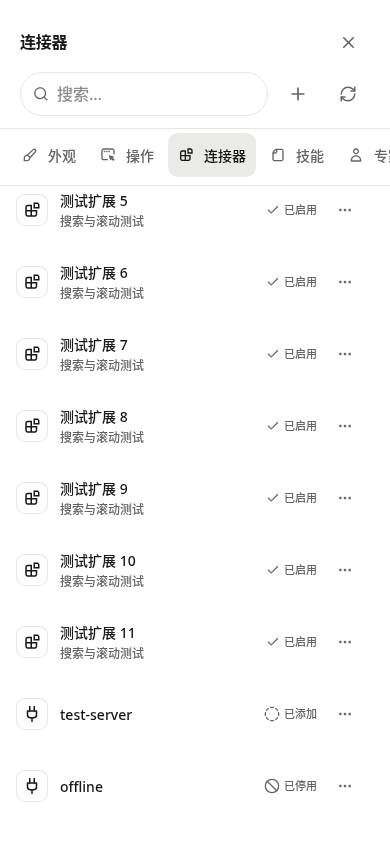 连接器
搜索...
外观
操作
连接器
技能
专
测试扩展 5
搜索与滚动测试
已启用
测试扩展 6
搜索与滚动测试
已启用
测试扩展 7
搜索与滚动测试
已启用
测试扩展 8
搜索与滚动测试
已启用
测试扩展 9
搜索与滚动测试
已启用
测试扩展 10
搜索与滚动测试
已启用
测试扩展 11
搜索与滚动测试
已启用
test-server
已添加
offline
已停用